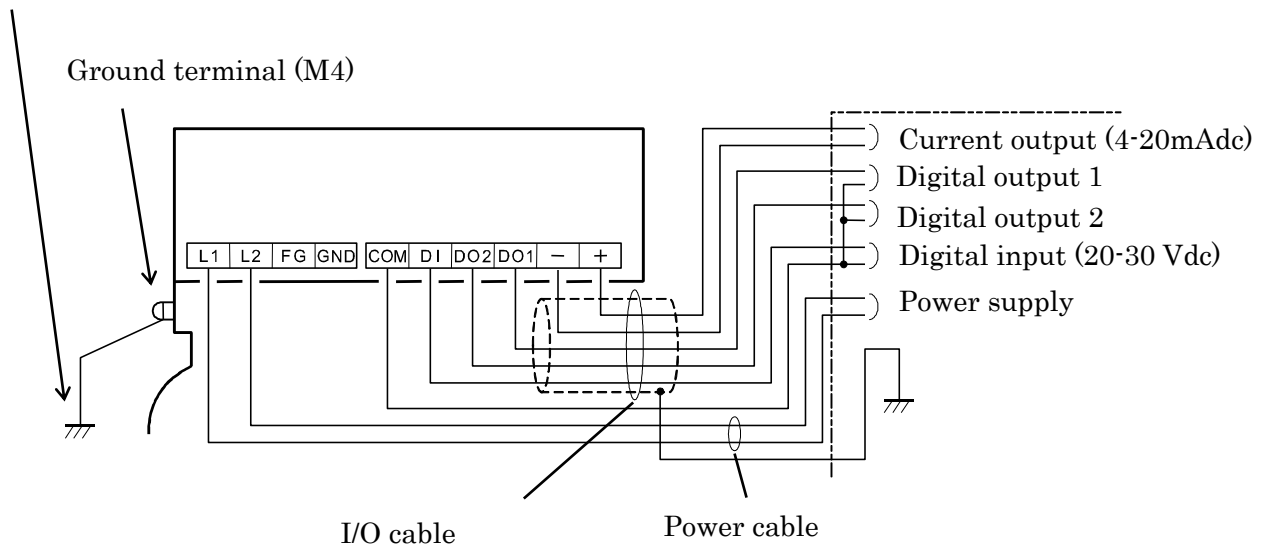 Ground terminal (M4)
Current output (4-20mAdc)
Digital output 1
Digital output 2
Digital input (20-30 Vdc)
Power supply
L1 L2 FG GND COM DI DO2 DO1 − +
I/O cable
Power cable